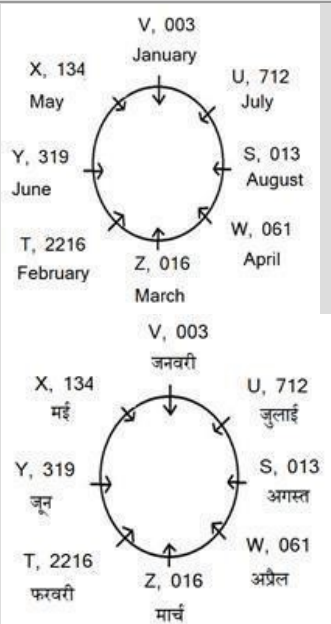 V, 003
January
X, 134
May
U, 712
July
Y, 319
June
S, 013
August
T, 2216
February
W, 061
April
Z, 016
March
V, 003
जनवरी
X, 134
मई
U, 712
जुलाई
Y, 319
जून
S, 013
अगस्त
T, 2216
फरवरी
W, 061
अप्रैल
Z, 016
मार्च